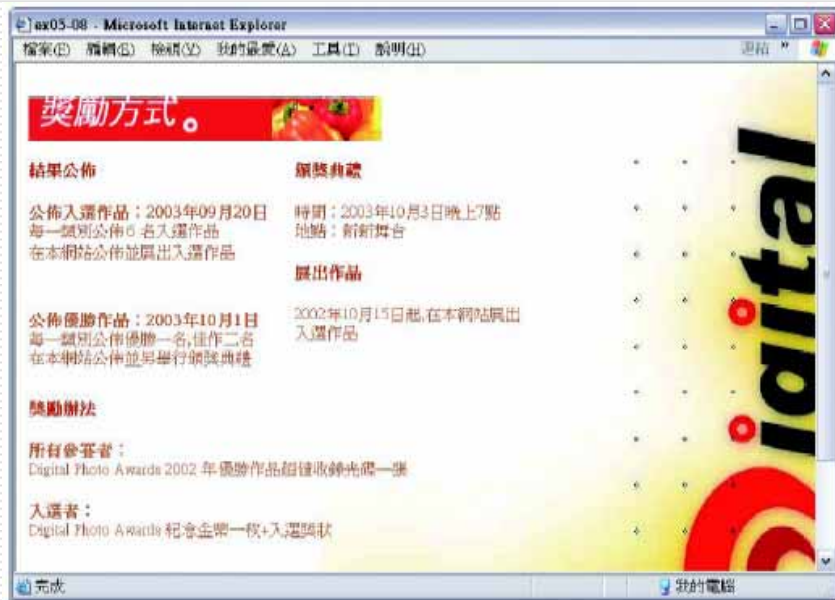 ex05-08 - Microsoft Internet Explorer
檔案(F) 編輯(E) 檢視(V) 我的最愛(A) 工具(T) 說明(H)
連結 »
獎勵方式。
結果公佈
公佈入選作品：2003年09月20日
每一類別公佈6 名入選作品
在本網站公佈並展出入選作品
公佈優勝作品：2003年10月1日
每一類別公佈優勝一名,佳作二名
在本網站公佈並另舉行頒獎典禮
頒獎典禮
時間：2003年10月3日晚上7點
地點：新新舞台
展出作品
2002年10月15日起,在本網站展出
入選作品
獎勵辦法
所有參賽者：
Digital Photo Awards 2002 年優勝作品超值收錄光碟一張
入選者：
Digital Photo Awards 紀念金幣一枚+入選獎狀
idital
完成
我的電腦